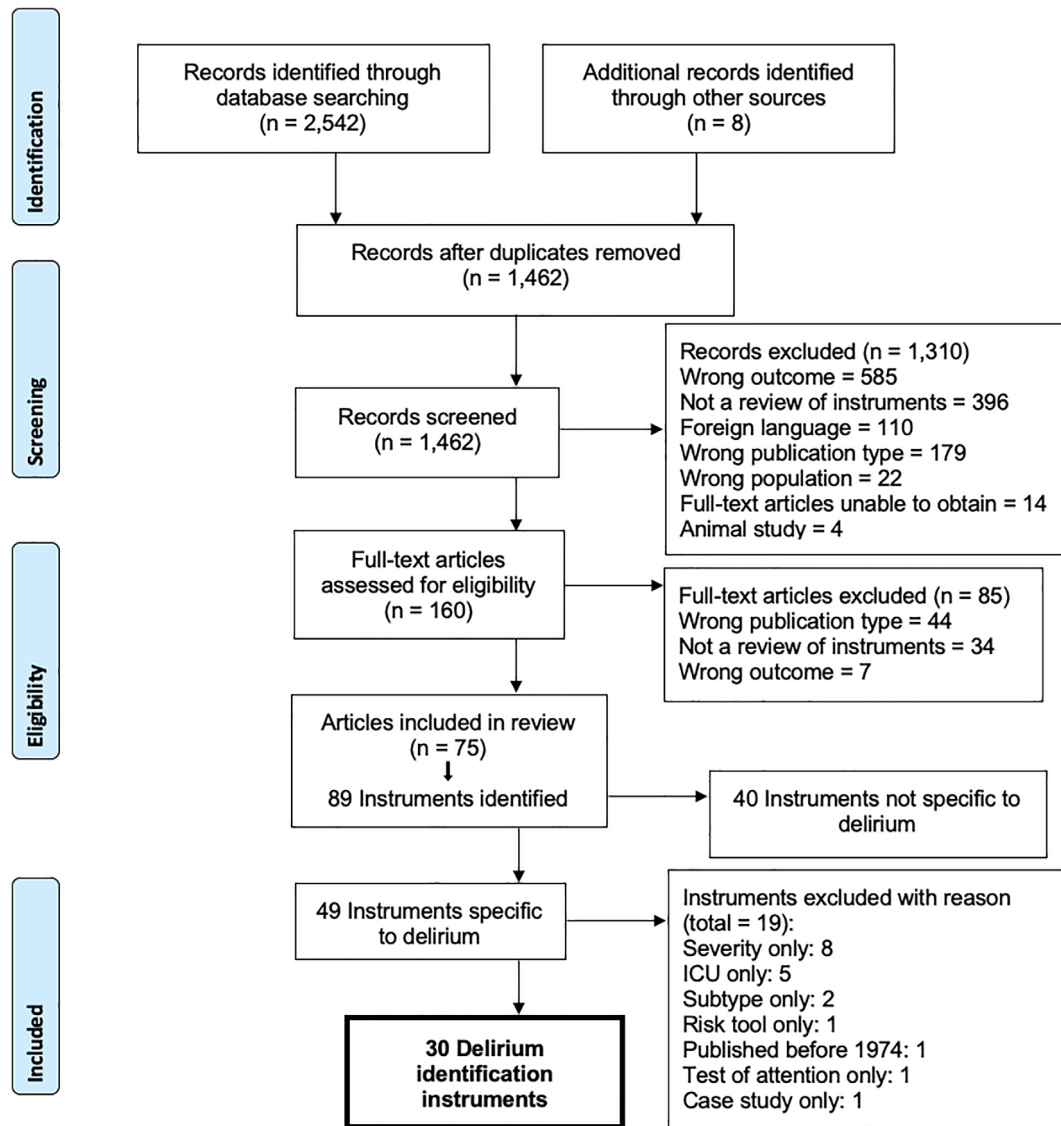 Identification
Records identified through
database searching
(n = 2,542)
Additional records identified
through other sources
(n = 8)
Records after duplicates removed
(n = 1,462)
Screening
Records screened
(n = 1,462)
Records excluded (n = 1,310)
Wrong outcome = 585
Not a review of instruments = 396
Foreign language = 110
Wrong publication type = 179
Wrong population = 22
Full-text articles unable to obtain = 14
Animal study = 4
Eligibility
Full-text articles
assessed for eligibility
(n = 160)
Full-text articles excluded (n = 85)
Wrong publication type = 44
Not a review of instruments = 34
Wrong outcome = 7
Articles included in review
(n = 75)
89 Instruments identified
40 Instruments not specific to
delirium
Included
49 Instruments specific
to delirium
Instruments excluded with reason
(total = 19):
Severity only: 8
ICU only: 5
Subtype only: 2
Risk tool only: 1
Published before 1974: 1
Test of attention only: 1
Case study only: 1
30 Delirium
identification
instruments